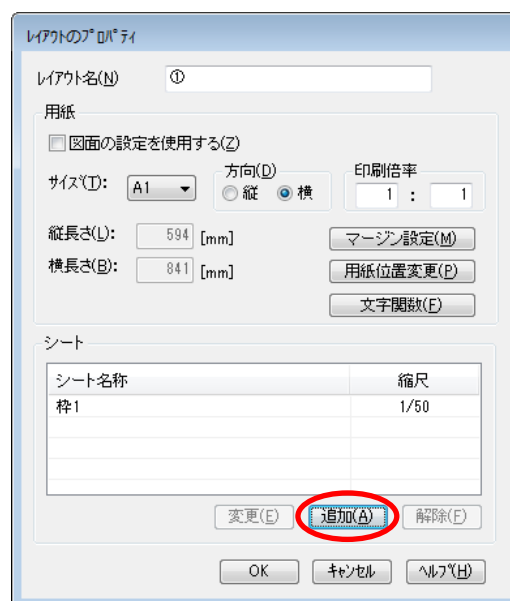 ﾚｲｱｳﾄのﾌﾟﾛﾊﾟﾃｨ
ﾚｲｱｳﾄ名(N) ①
用紙
図面の設定を使用する(Z)
ｻｲｽﾞ(T): A1 方向(D) 縦 横 印刷倍率 1 : 1
縦長さ(L): 594 [mm] マージン設定(M)
横長さ(B): 841 [mm] 用紙位置変更(P)
文字関数(F)
シート
シート名称 縮尺
枠1 1/50
変更(E) 追加(A) 解除(F)
OK ｷｬﾝｾﾙ ﾍﾙﾌﾟ(H)